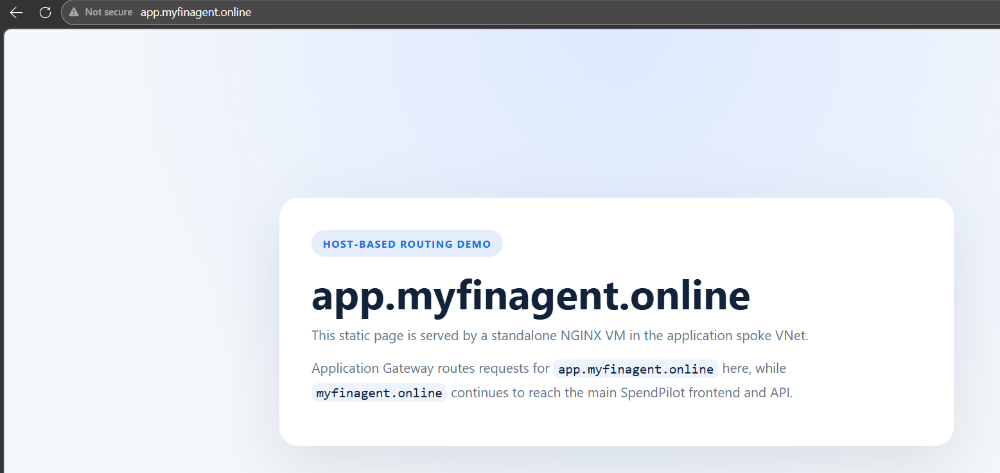 Not secure app.myfinagent.online
HOST-BASED ROUTING DEMO
app.myfinagent.online
This static page is served by a standalone NGINX VM in the application spoke VNet.
Application Gateway routes requests for app.myfinagent.online here, while
myfinagent.online continues to reach the main SpendPilot frontend and API.